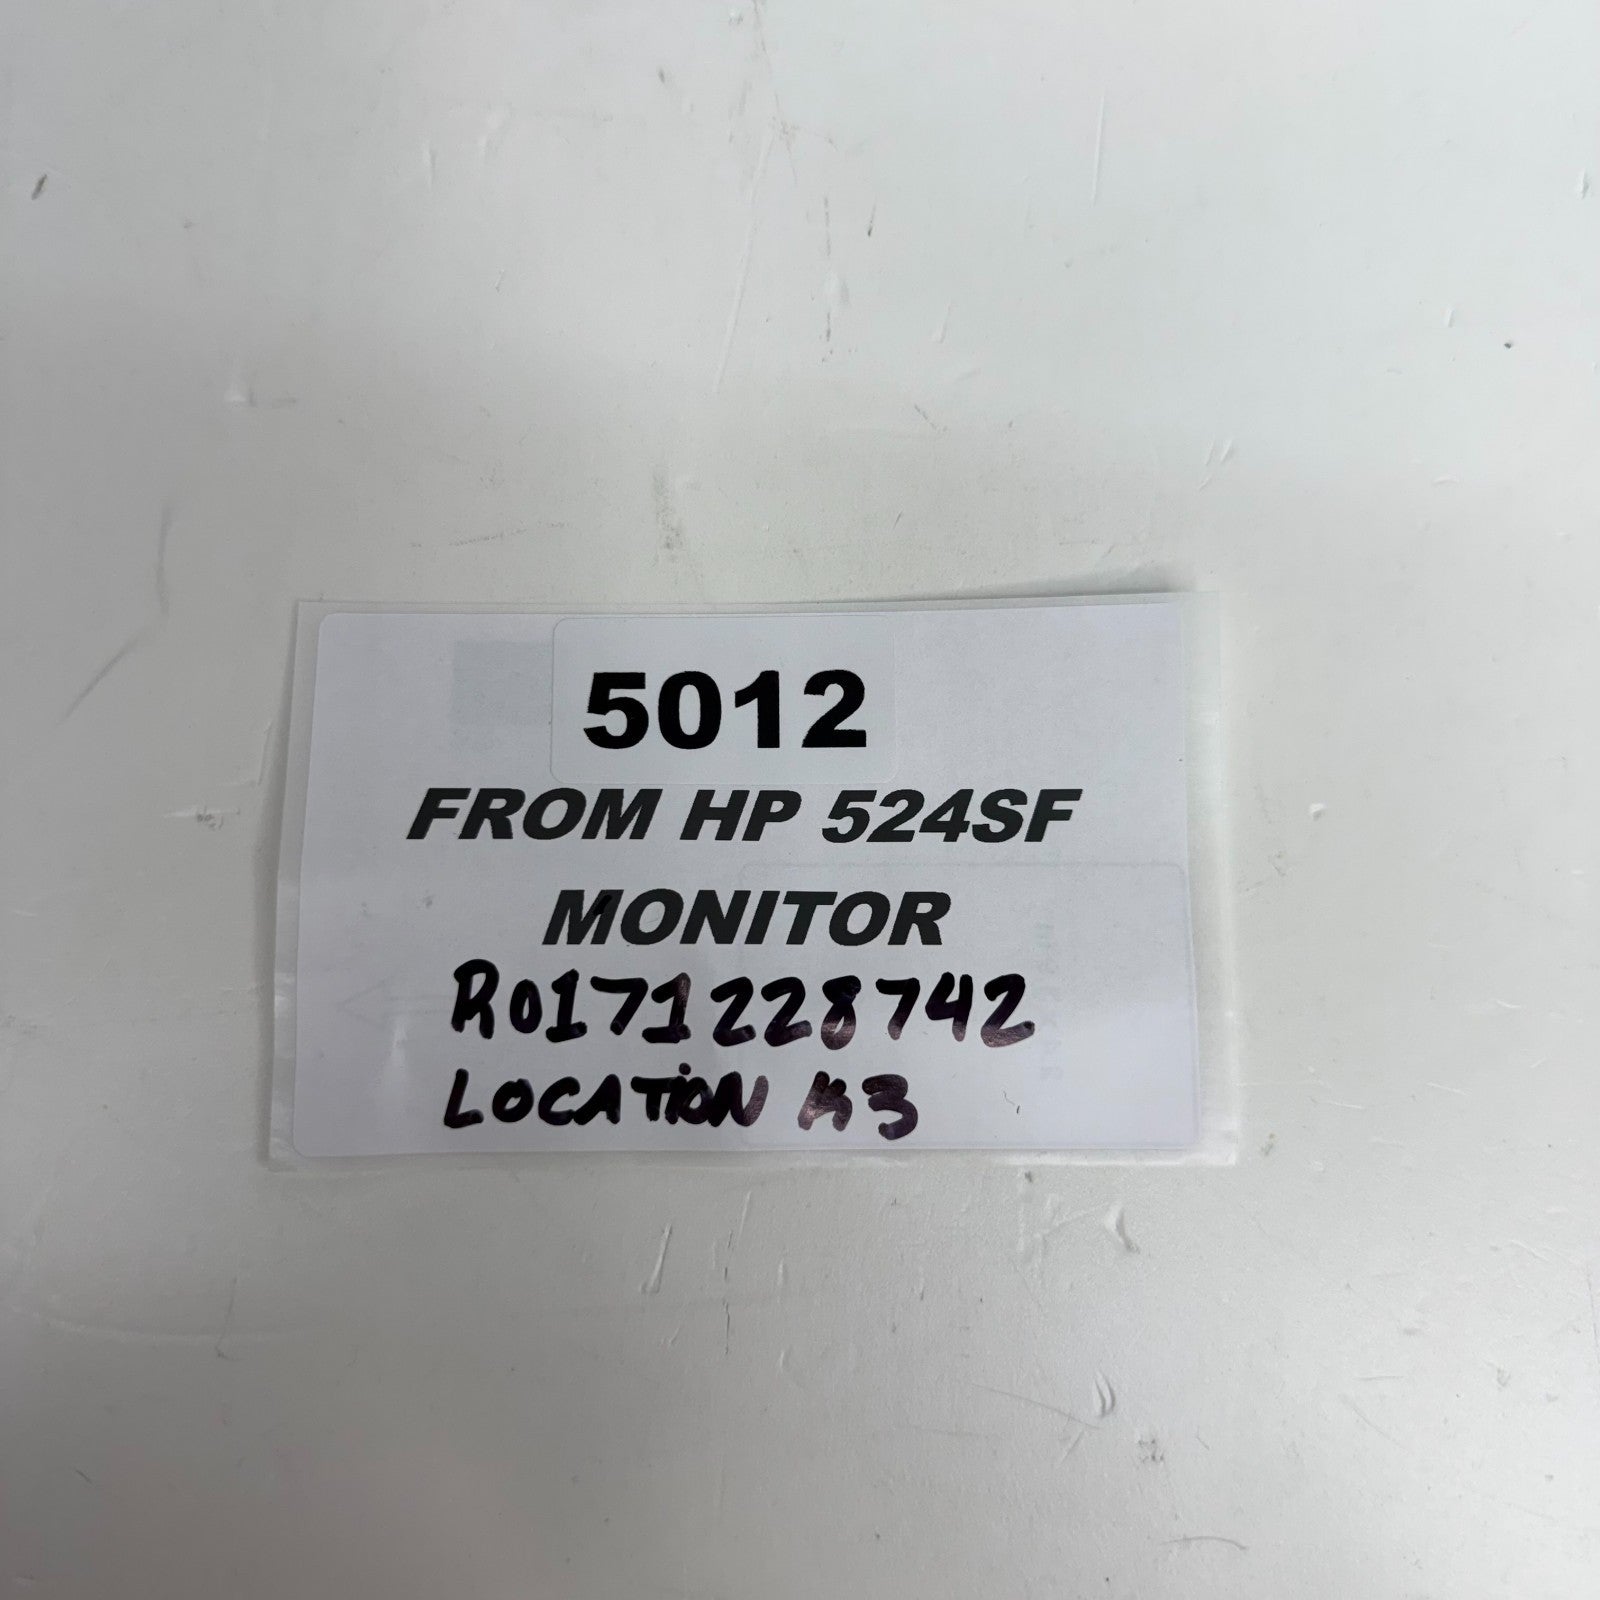 5012
FROM HP 524SF
MONITOR
R0171228742
LOCATION K3